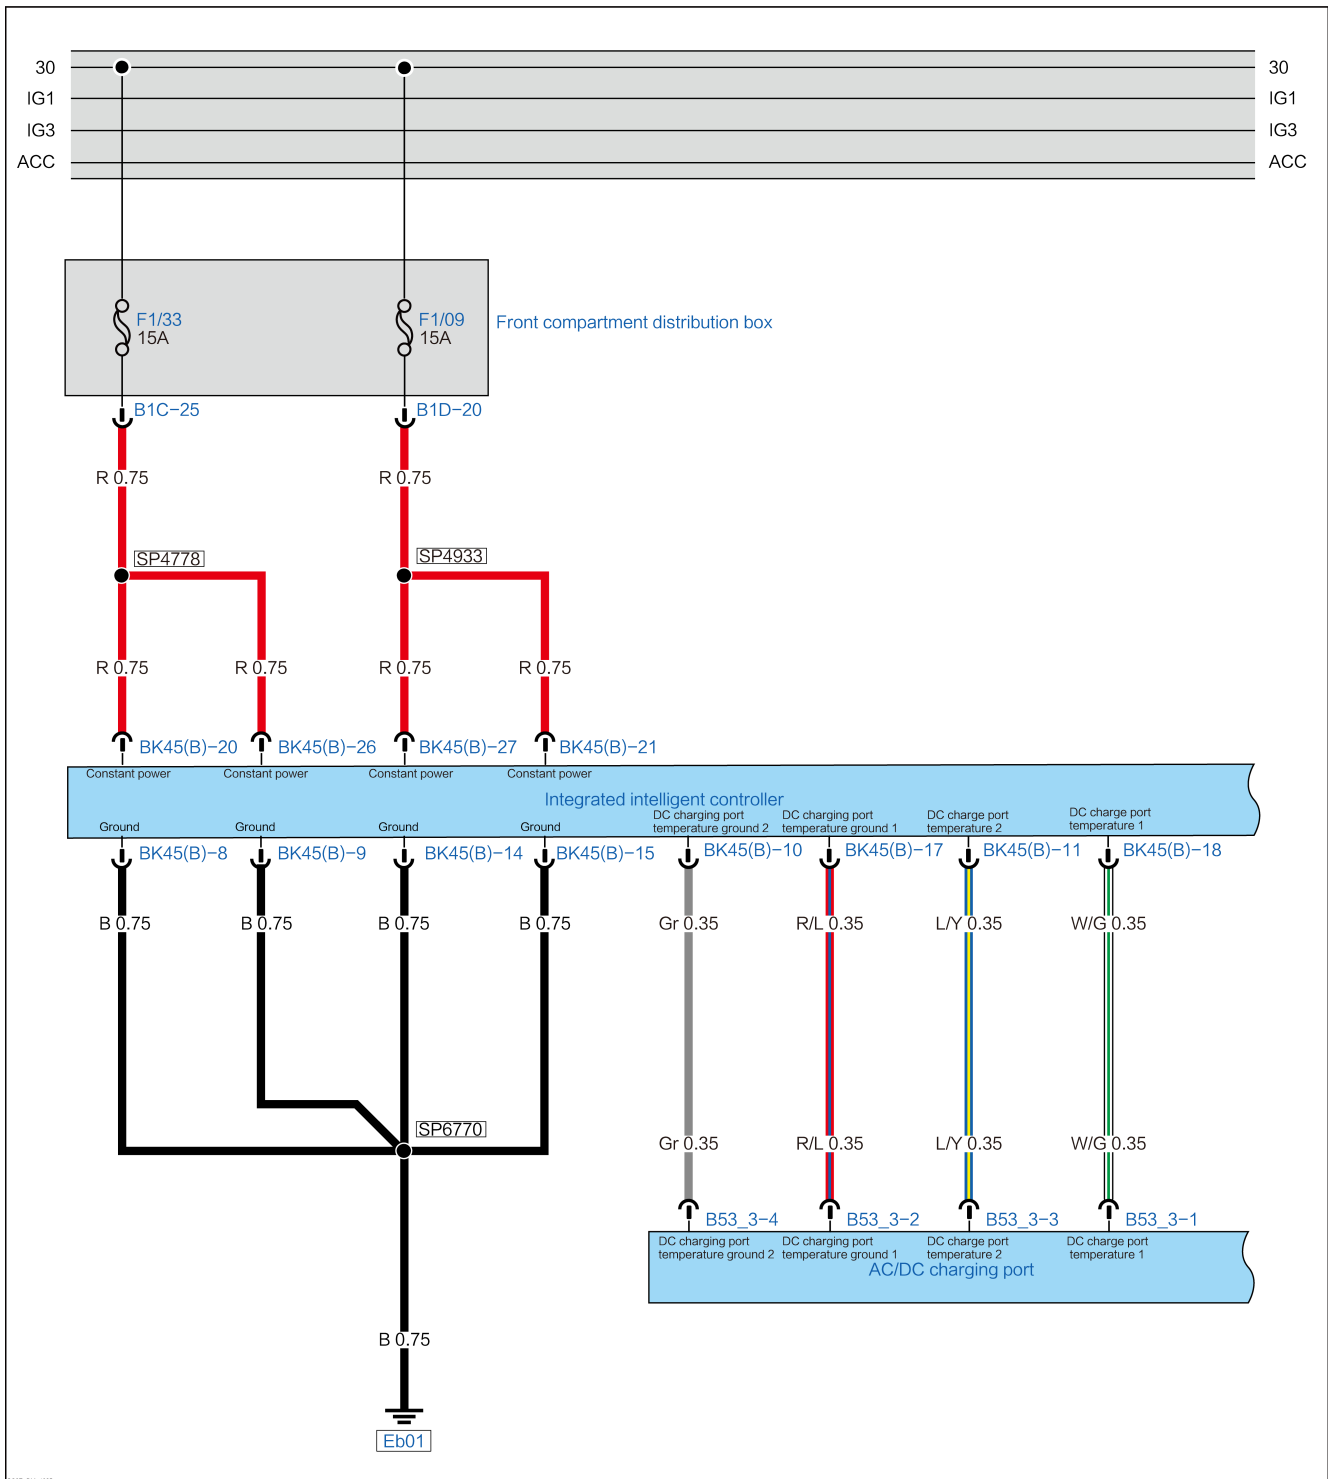 30 30
IG1 IG1
IG3 IG3
ACC ACC
F1/33 F1/09
15A 15A
Front compartment distribution box
B1C-25 B1D-20
R 0.75 R 0.75
SP4778 SP4933
R 0.75 R 0.75 R 0.75 R 0.75
BK45(B)-20 BK45(B)-26 BK45(B)-27 BK45(B)-21
Constant power Constant power Constant power Constant power
Integrated intelligent controller
Ground Ground Ground Ground
DC charging port
temperature ground 2
DC charging port
temperature ground 1
DC charge port
temperature 2
DC charge port
temperature 1
BK45(B)-8 BK45(B)-9 BK45(B)-14 BK45(B)-15 BK45(B)-10 BK45(B)-17 BK45(B)-11 BK45(B)-18
B 0.75 B 0.75 B 0.75 B 0.75 Gr 0.35 R/L 0.35 L/Y 0.35 W/G 0.35
SP6770
Gr 0.35 R/L 0.35 L/Y 0.35 W/G 0.35
B53_3-4 B53_3-2 B53_3-3 B53_3-1
DC charging port
temperature ground 2
DC charging port
temperature ground 1
DC charge port
temperature 2
DC charge port
temperature 1
AC/DC charging port
B 0.75
Eb01